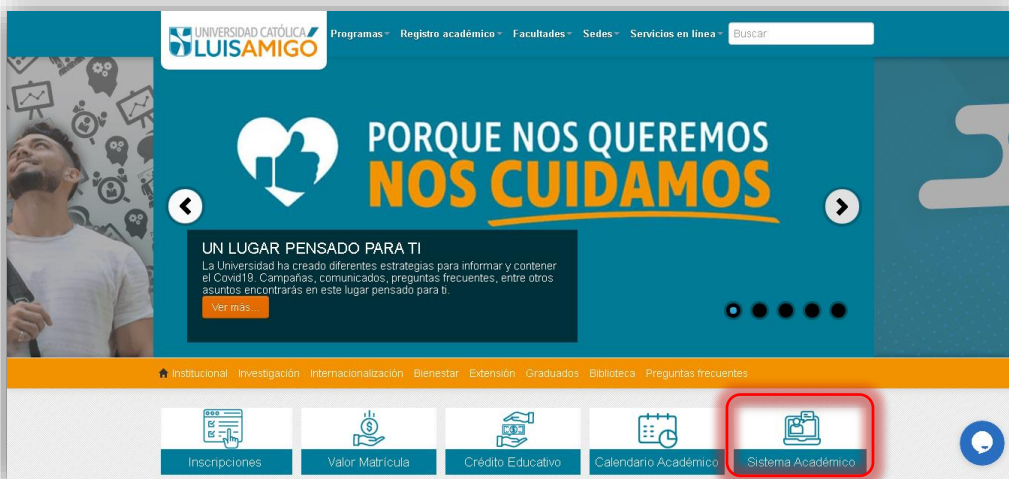 UNIVERSIDAD CATÓLICA
LUISAMIGO
Programas Registro académico Facultades Sedes Servicios en línea Buscar
PORQUE NOS QUEREMOS
NOS CUIDAMOS
UN LUGAR PENSADO PARA TI
La Universidad ha creado diferentes estrategias para informar y contener
el Covid19. Campañas, comunicados, preguntas frecuentes, entre otros
asuntos encontrarás en este lugar pensado para ti.
Ver más...
Institucional Investigación Internacionalización Bienestar Extensión Graduados Biblioteca Preguntas frecuentes
Inscripciones Valor Matrícula Crédito Educativo Calendario Académico Sistema Académico